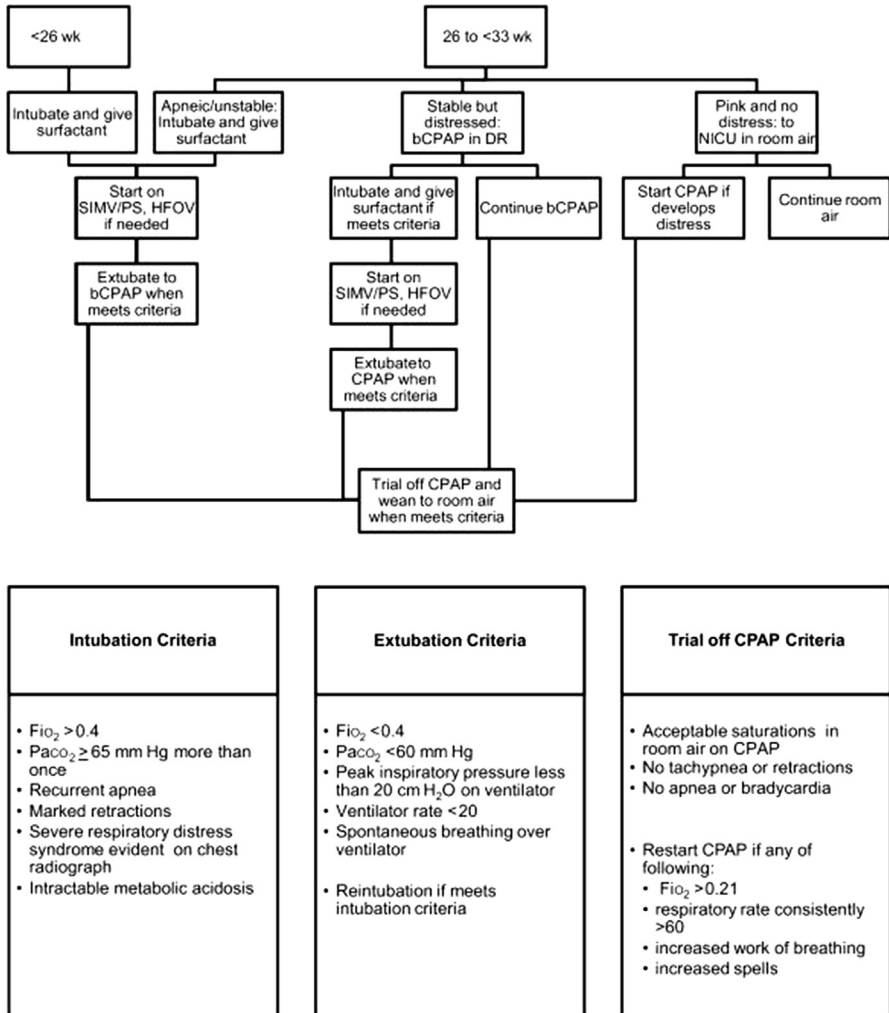 <26 wk
26 to <33 wk
Intubate and give
surfactant
Apneic/unstable:
Intubate and give
surfactant
Stable but
distressed:
bCPAP in DR
Pink and no
distress: to
NICU in room air
Start on
SIMV/PS, HFOV
if needed
Intubate and give
surfactant if
meets criteria
Continue bCPAP
Start CPAP if
develops
distress
Continue room
air
Extubate to
bCPAP when
meets criteria
Start on
SIMV/PS, HFOV
if needed
Extubateto
CPAP when
meets criteria
Trial off CPAP and
wean to room air
when meets criteria
Intubation Criteria
• Fio₂ >0.4
• Paco₂ ≥ 65 mm Hg more than
once
• Recurrent apnea
• Marked retractions
• Severe respiratory distress
syndrome evident on chest
radiograph
• Intractable metabolic acidosis
Extubation Criteria
• Fio₂ <0.4
• Paco₂ <60 mm Hg
• Peak inspiratory pressure less
than 20 cm H₂O on ventilator
• Ventilator rate <20
• Spontaneous breathing over
ventilator
• Reintubation if meets
intubation criteria
Trial off CPAP Criteria
• Acceptable saturations in
room air on CPAP
• No tachypnea or retractions
• No apnea or bradycardia
• Restart CPAP if any of
following:
• Fio₂ >0.21
• respiratory rate consistently
>60
• increased work of breathing
• increased spells